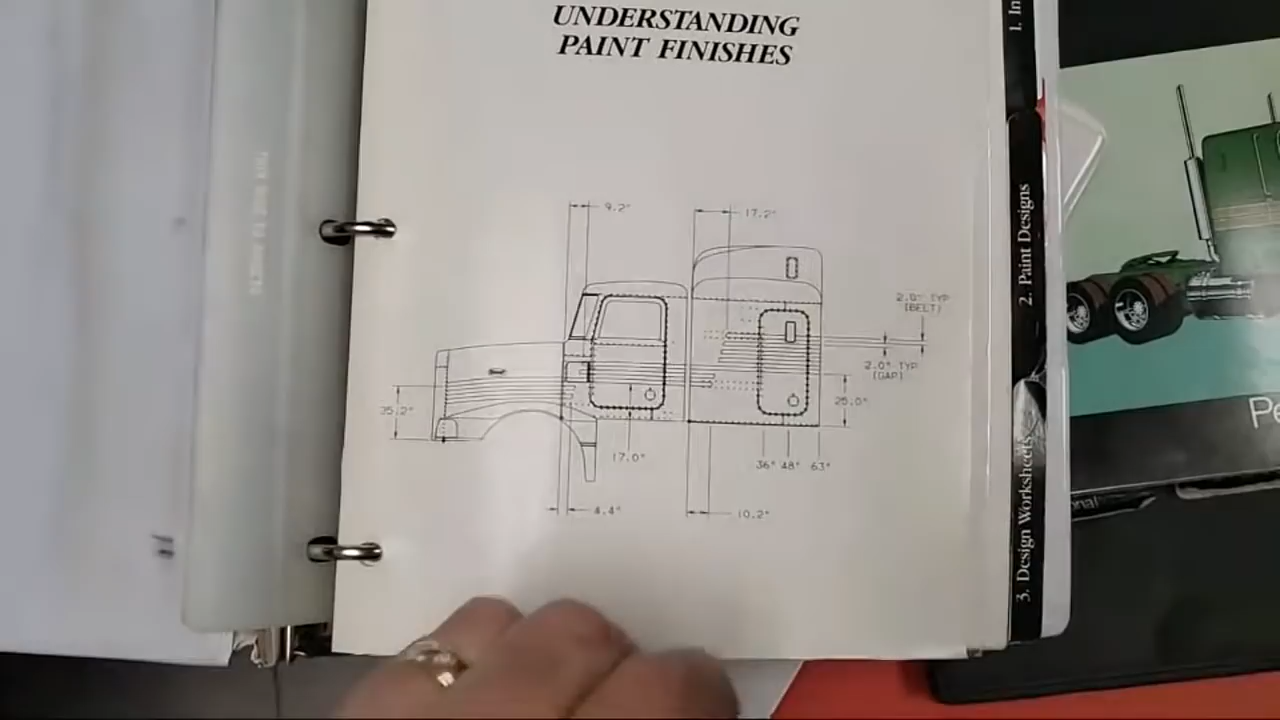 UNDERSTANDING
PAINT FINISHES
9.2"
17.2"
2.0" TYP
(BELT)
2.0" TYP
(GAP)
35.2"
25.0"
17.0"
36" 48" 63"
4.4"
10.2"
1. In
2. Paint Designs
3. Design Worksheets
onal
Pe